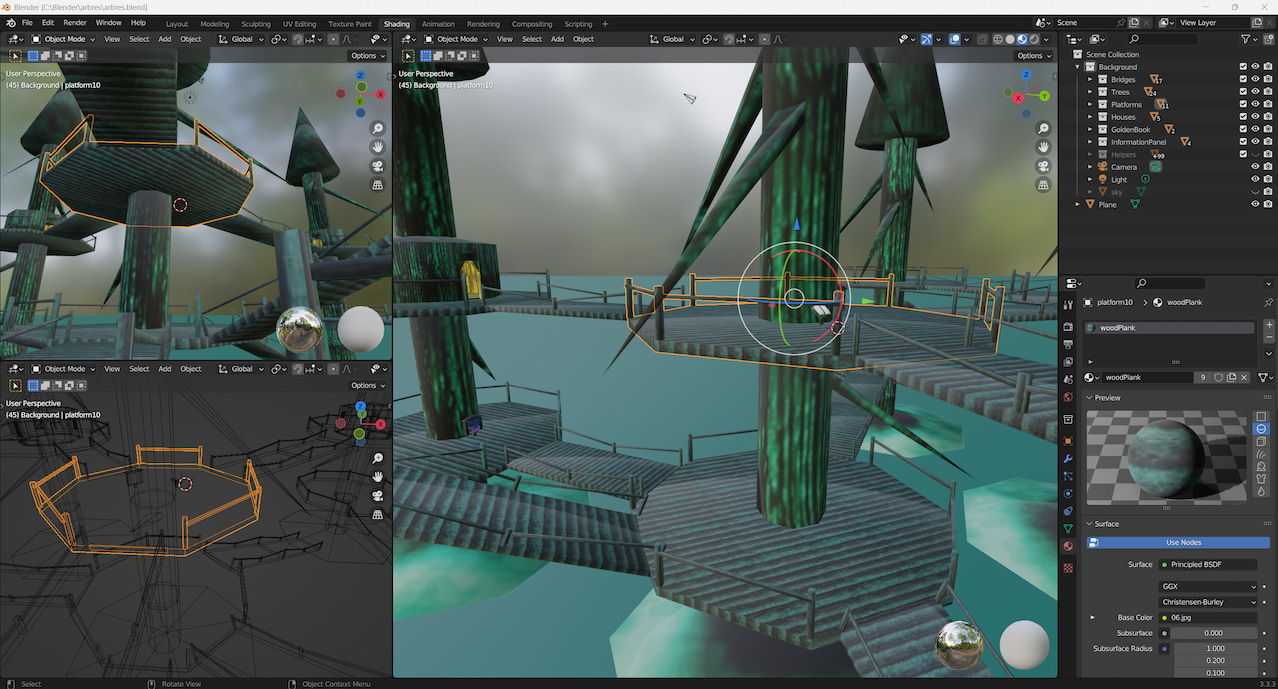 Blender [C:\Blender\arbres\arbres.blend]
File Edit Render Window Help Layout Modeling Sculpting UV Editing Texture Paint Shading Animation Rendering Compositing Scripting + Scene View Layer
Object Mode View Select Add Object Global
Options
User Perspective
(45) Background | platform10
Z X Y
Object Mode View Select Add Object Global
Options
User Perspective
(45) Background | platform10
Z X
Object Mode View Select Add Object Global
Options
User Perspective
(45) Background | platform10
Z X Y
Scene Collection
Background
Bridges 17
Trees 24
Platforms 11
Houses 5
GoldenBook 2
InformationPanel 4
Helpers +99
Camera
Light
sky
Plane
platform10 > woodPlank
woodPlank
woodPlank 9
Preview
Surface
Use Nodes
Surface Principled BSDF
GGX
Christensen-Burley
Base Color 06.jpg
Subsurface 0.000
Subsurface Radius 1.000
0.200
0.100
Select Rotate View Object Context Menu 3.3.3